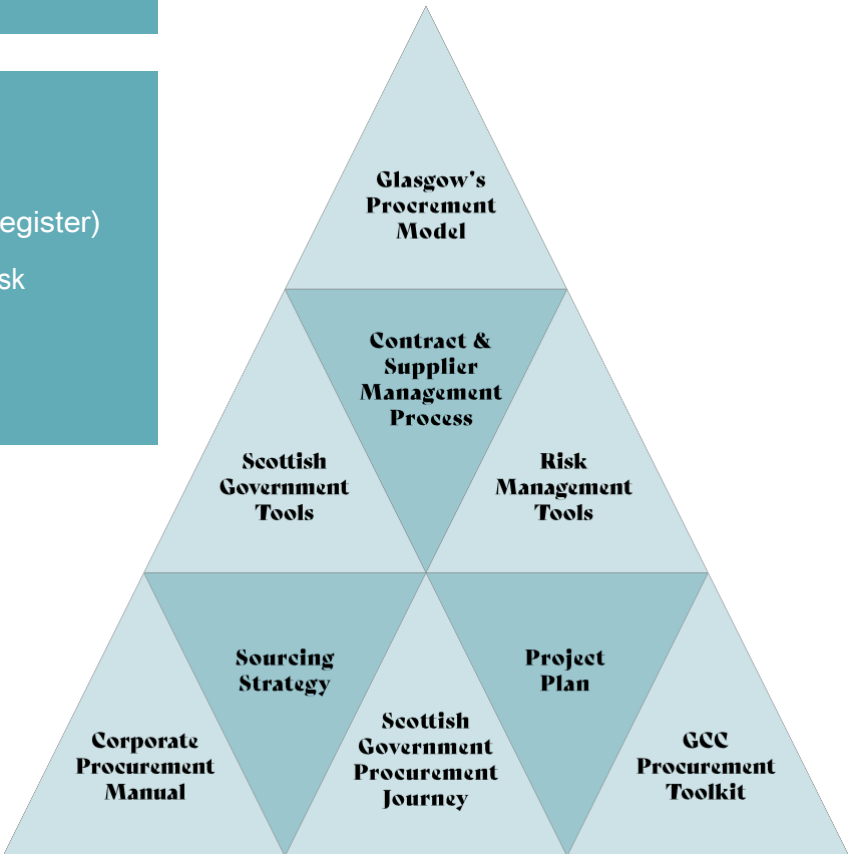 egister)
sk
Glasgow's
Procrement
Model
Contract &
Supplier
Management
Process
Scottish
Government
Tools
Risk
Management
Tools
Sourcing
Strategy
Project
Plan
Corporate
Procurement
Manual
Scottish
Government
Procurement
Journey
GCC
Procurement
Toolkit